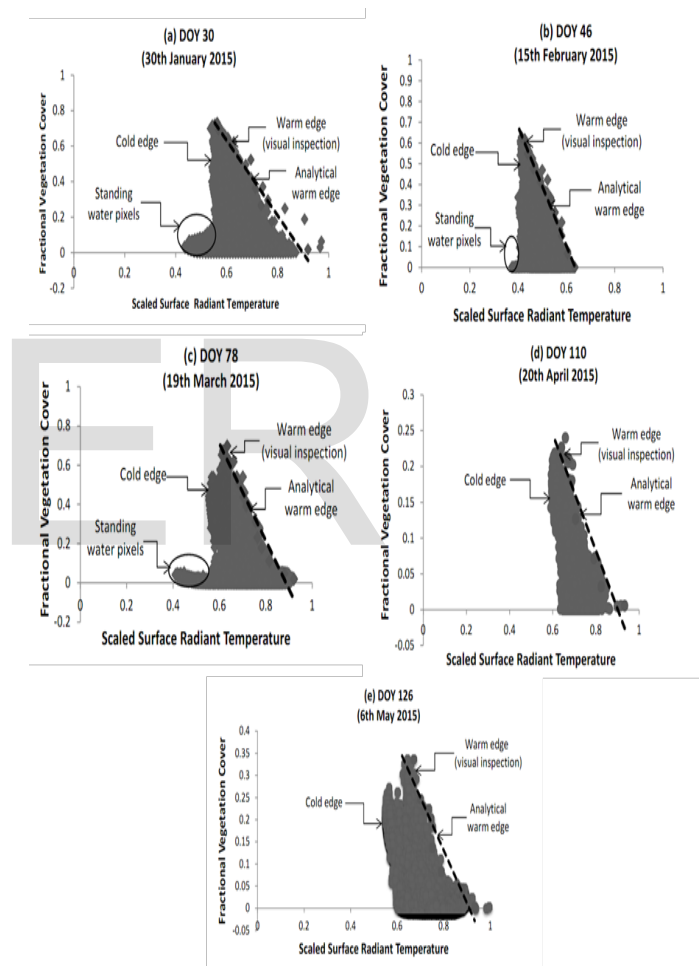 (a) DOY 30
(30th January 2015)
Fractional Vegetation Cover
1
0.8
0.6
0.4
0.2
0
-0.2
0
0.2
0.4
0.6
0.8
1
Cold edge
Warm edge
(visual inspection)
Analytical
warm edge
Standing
water pixels
Scaled Surface Radiant Temperature
(b) DOY 46
(15th February 2015)
Fractional Vegetation Cover
1
0.9
0.8
0.7
0.6
0.5
0.4
0.3
0.2
0.1
0
0
0.2
0.4
0.6
0.8
1
Cold edge
Warm edge
(visual inspection)
Analytical
warm edge
Standing
water pixels
Scaled Surface Radiant Temperature
ER
(c) DOY 78
(19th March 2015)
Fractional Vegetation Cover
1
0.8
0.6
0.4
0.2
0
-0.2
0
0.2
0.4
0.6
0.8
1
Cold edge
Warm edge
(visual inspection)
Analytical
warm edge
Standing
water pixels
Scaled Surface Radiant Temperature
(d) DOY 110
(20th April 2015)
Fractional Vegetation Cover
0.3
0.25
0.2
0.15
0.1
0.05
0
-0.05
0
0.2
0.4
0.6
0.8
1
Cold edge
Warm edge
(visual inspection)
Analytical
warm edge
Scaled Surface Radiant Temperature
(e) DOY 126
(6th May 2015)
Fractional Vegetation Cover
0.4
0.35
0.3
0.25
0.2
0.15
0.1
0.05
0
-0.05
0
0.2
0.4
0.6
0.8
1
Cold edge
Warm edge
(visual inspection)
Analytical
warm edge
Scaled Surface Radiant Temperature